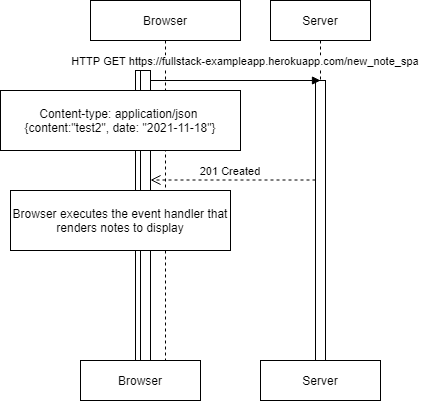 Browser
Server
HTTP GET https://fullstack-exampleapp.herokuapp.com/new_note_spa
Content-type: application/json
{content:"test2", date: "2021-11-18"}
201 Created
Browser executes the event handler that
renders notes to display
Browser
Server